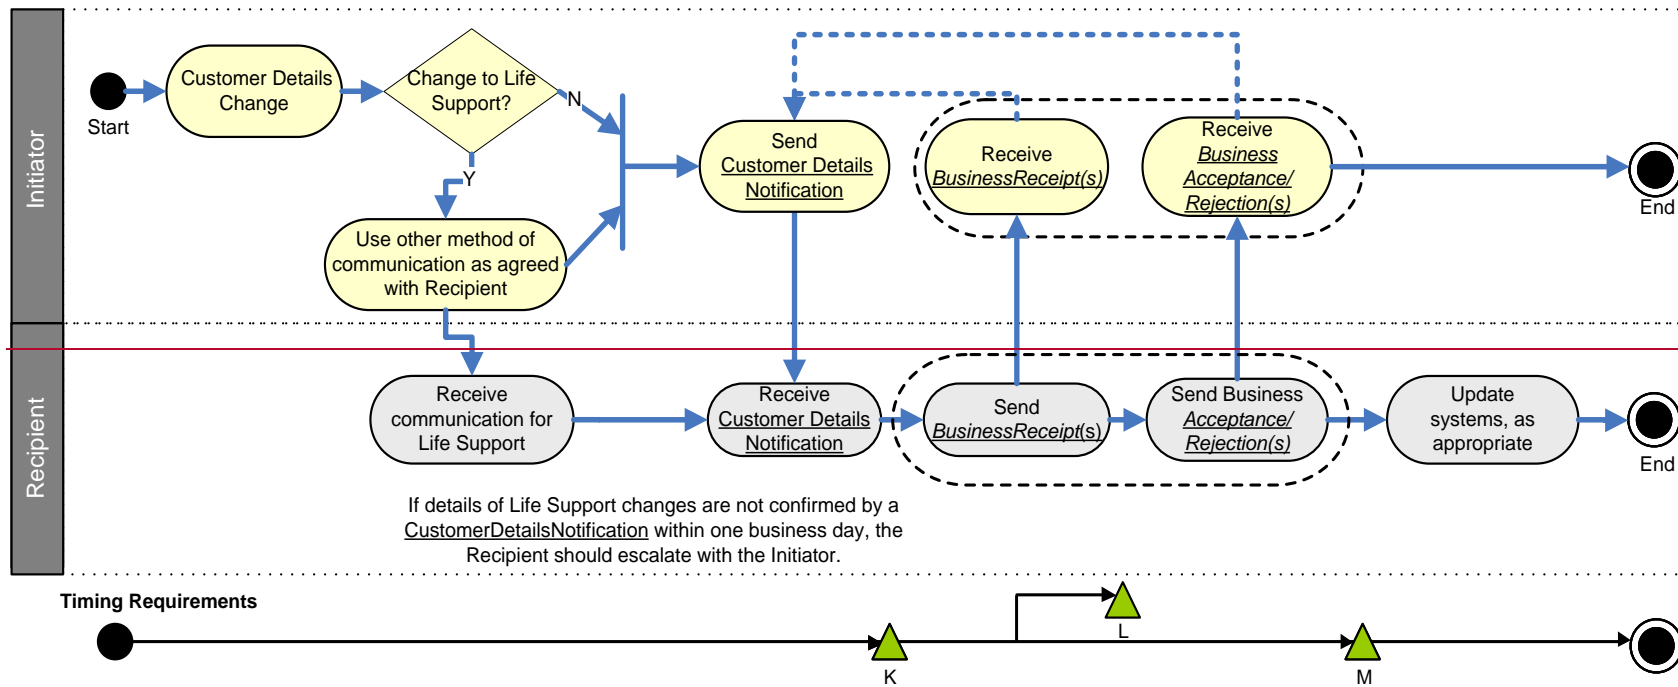 Initiator
Start
Customer Details
Change
Change to Life
Support?
N
Y
Use other method of
communication as agreed
with Recipient
Send
Customer Details
Notification
Receive
BusinessReceipt(s)
Receive
Business
Acceptance/
Rejection(s)
End
Recipient
Receive
communication for
Life Support
Receive
Customer Details
Notification
Send
BusinessReceipt(s)
Send Business
Acceptance/
Rejection(s)
Update
systems, as
appropriate
End
If details of Life Support changes are not confirmed by a
CustomerDetailsNotification within one business day, the
Recipient should escalate with the Initiator.
Timing Requirements
K
L
M